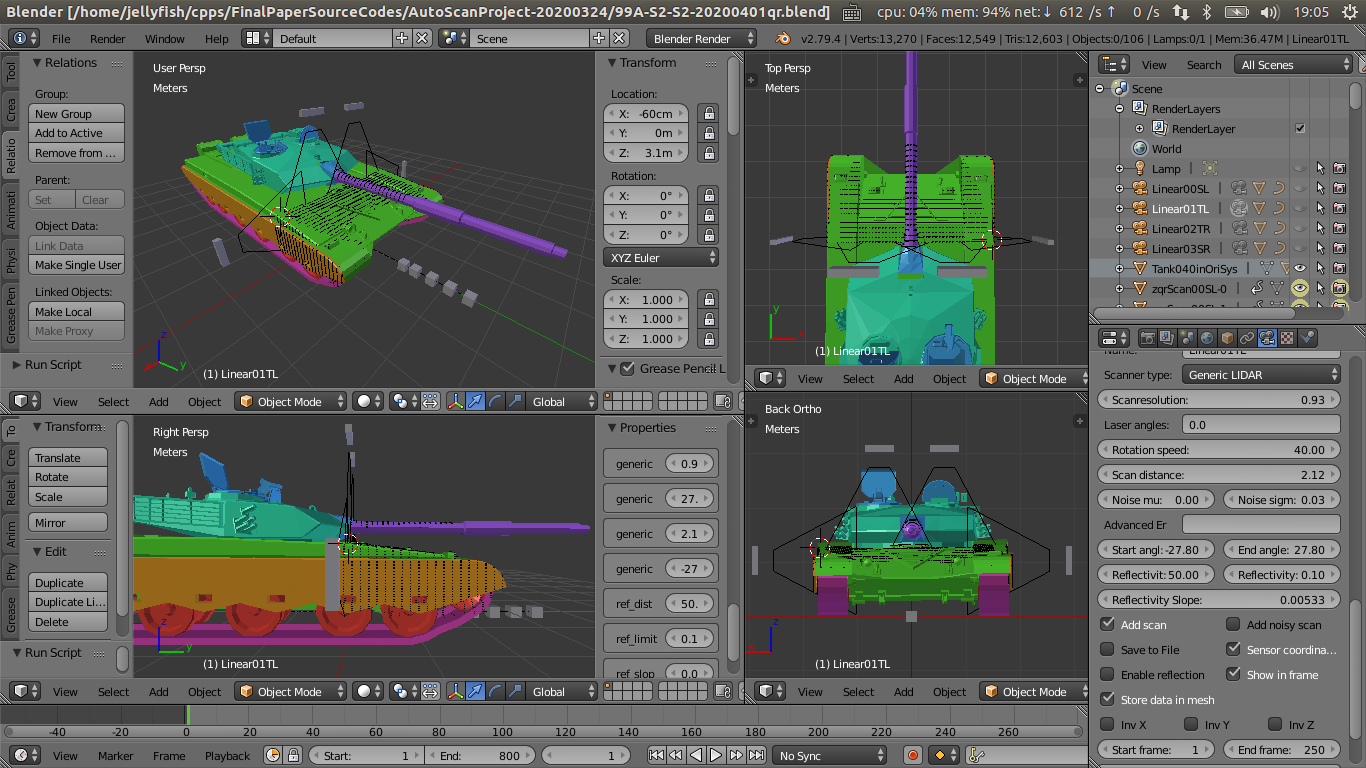 Blender [/home/jellyfish/cpps/FinalPaperSourceCodes/AutoScanProject-20200324/99A-S2-S2-20200401qr.blend]
cpu: 04% mem: 94% net:↓ 612 /s ↑ 0 /s
19:05
File Render Window Help Default Scene Blender Render
v2.79.4 | Verts:13,270 | Faces:12,549 | Tris:12,603 | Objects:0/106 | Lamps:0/1 | Mem:36.47M | Linear01TL
Tool
Crea
Relatio
Animati
Physi
Grease Pen
Relations
Group:
New Group
Add to Active
Remove from ...
Parent:
Set Clear
Object Data:
Link Data
Make Single User
Linked Objects:
Make Local
Make Proxy
Run Script
User Persp
Meters
z
y
(1) Linear01TL
Transform
Location:
X: -60cm
Y: 0m
Z: 3.1m
Rotation:
X: 0°
Y: 0°
Z: 0°
XYZ Euler
Scale:
X: 1.000
Y: 1.000
Z: 1.000
Grease Pencil L
View Select Add Object Object Mode Global
Top Persp
Meters
y
x
(1) Linear01TL
View Select Add Object Mode
View Search All Scenes
Scene
RenderLayers
RenderLayer
World
Lamp
Linear00SL
Linear01TL
Linear02TR
Linear03SR
Tank040inOriSys
zqrScan00SL-0
To
Cre
Relat
Anim
Phy
Grease
Transform
Translate
Rotate
Scale
Mirror
Edit
Duplicate
Duplicate Li...
Delete
Run Script
Right Persp
Meters
z
y
(1) Linear01TL
Properties
generic 0.9
generic 27.
generic 2.1
generic -27
ref_dist 50.
ref_limit 0.1
ref_slop 0.0
View Select Add Object Object Mode Global
Back Ortho
Meters
z
x
(1) Linear01TL
View Select Add Object Mode
Name: Linear01TL
Scanner type: Generic LIDAR
Scanresolution: 0.93
Laser angles: 0.0
Rotation speed: 40.00
Scan distance: 2.12
Noise mu: 0.00 Noise sigm: 0.03
Advanced Er
Start angl: -27.80 End angle: 27.80
Reflectivit: 50.00 Reflectivity: 0.10
Reflectivity Slope: 0.00533
Add scan Add noisy scan
Save to File Sensor coordina...
Enable reflection Show in frame
Store data in mesh
Inv X Inv Y Inv Z
Start frame: 1 End frame: 250
-40 -20 0 20 40 60 80 100 120 140 160 180 200 220 240 260
View Marker Frame Playback Start: 1 End: 800 1 No Sync